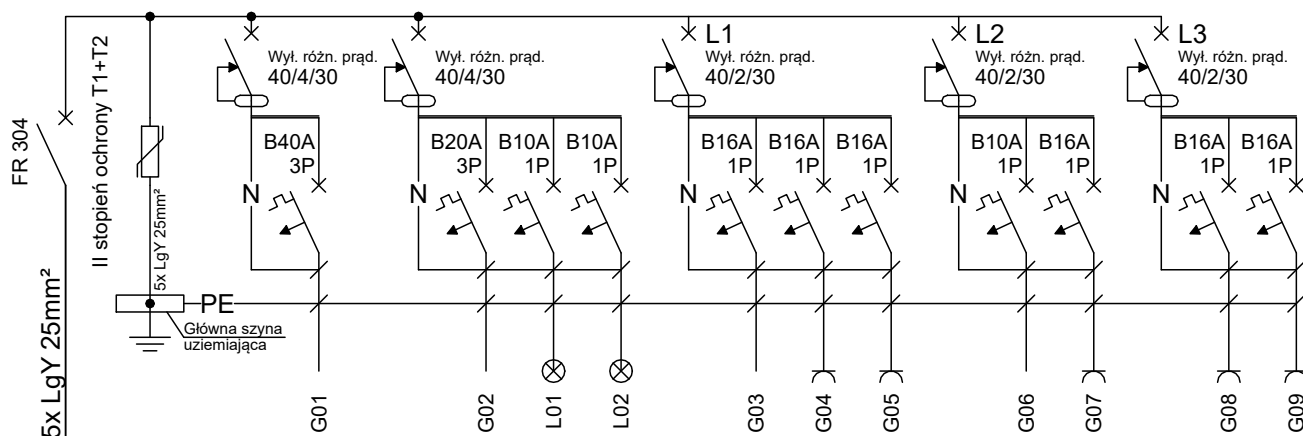 FR 304
5x LgY 25mm²
II stopień ochrony T1+T2
5x LgY 25mm²
PE
Główna szyna
uziemiająca
Wył. różn. prąd.
40/4/30
N
B40A
3P
G01
Wył. różn. prąd.
40/4/30
N
B20A
3P
B10A
1P
B10A
1P
G02
L01
L02
L1
Wył. różn. prąd.
40/2/30
N
B16A
1P
B16A
1P
B16A
1P
G03
G04
G05
L2
Wył. różn. prąd.
40/2/30
N
B10A
1P
B16A
1P
G06
G07
L3
Wył. różn. prąd.
40/2/30
N
B16A
1P
B16A
1P
G08
G09